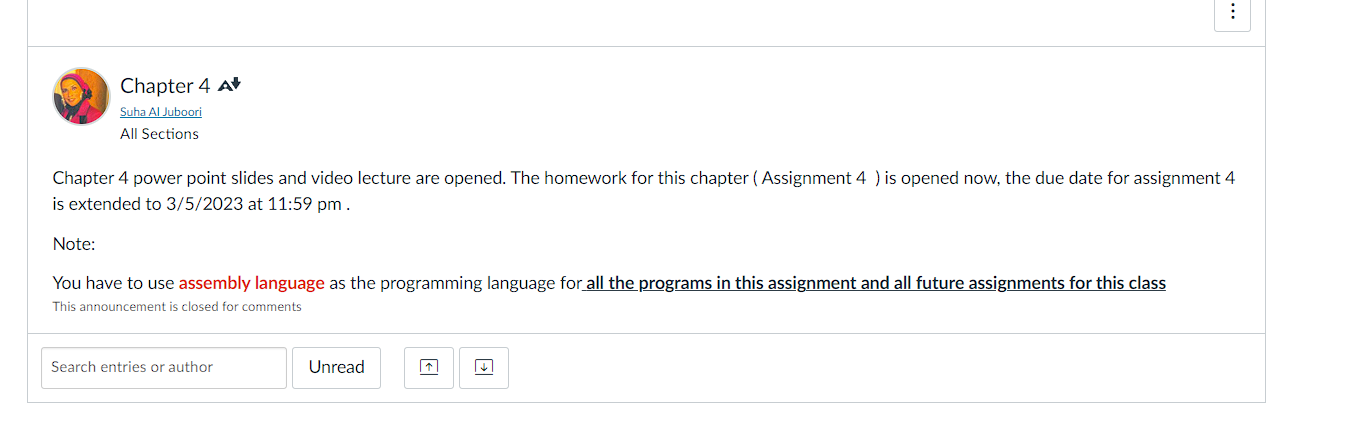 Chapter 4
Suha Al Juboori
All Sections
Chapter 4 power point slides and video lecture are opened. The homework for this chapter ( Assignment 4  ) is opened now, the due date for assignment 4
is extended to 3/5/2023 at 11:59 pm .
Note:
You have to use assembly language as the programming language for all the programs in this assignment and all future assignments for this class
This announcement is closed for comments
Search entries or author
Unread